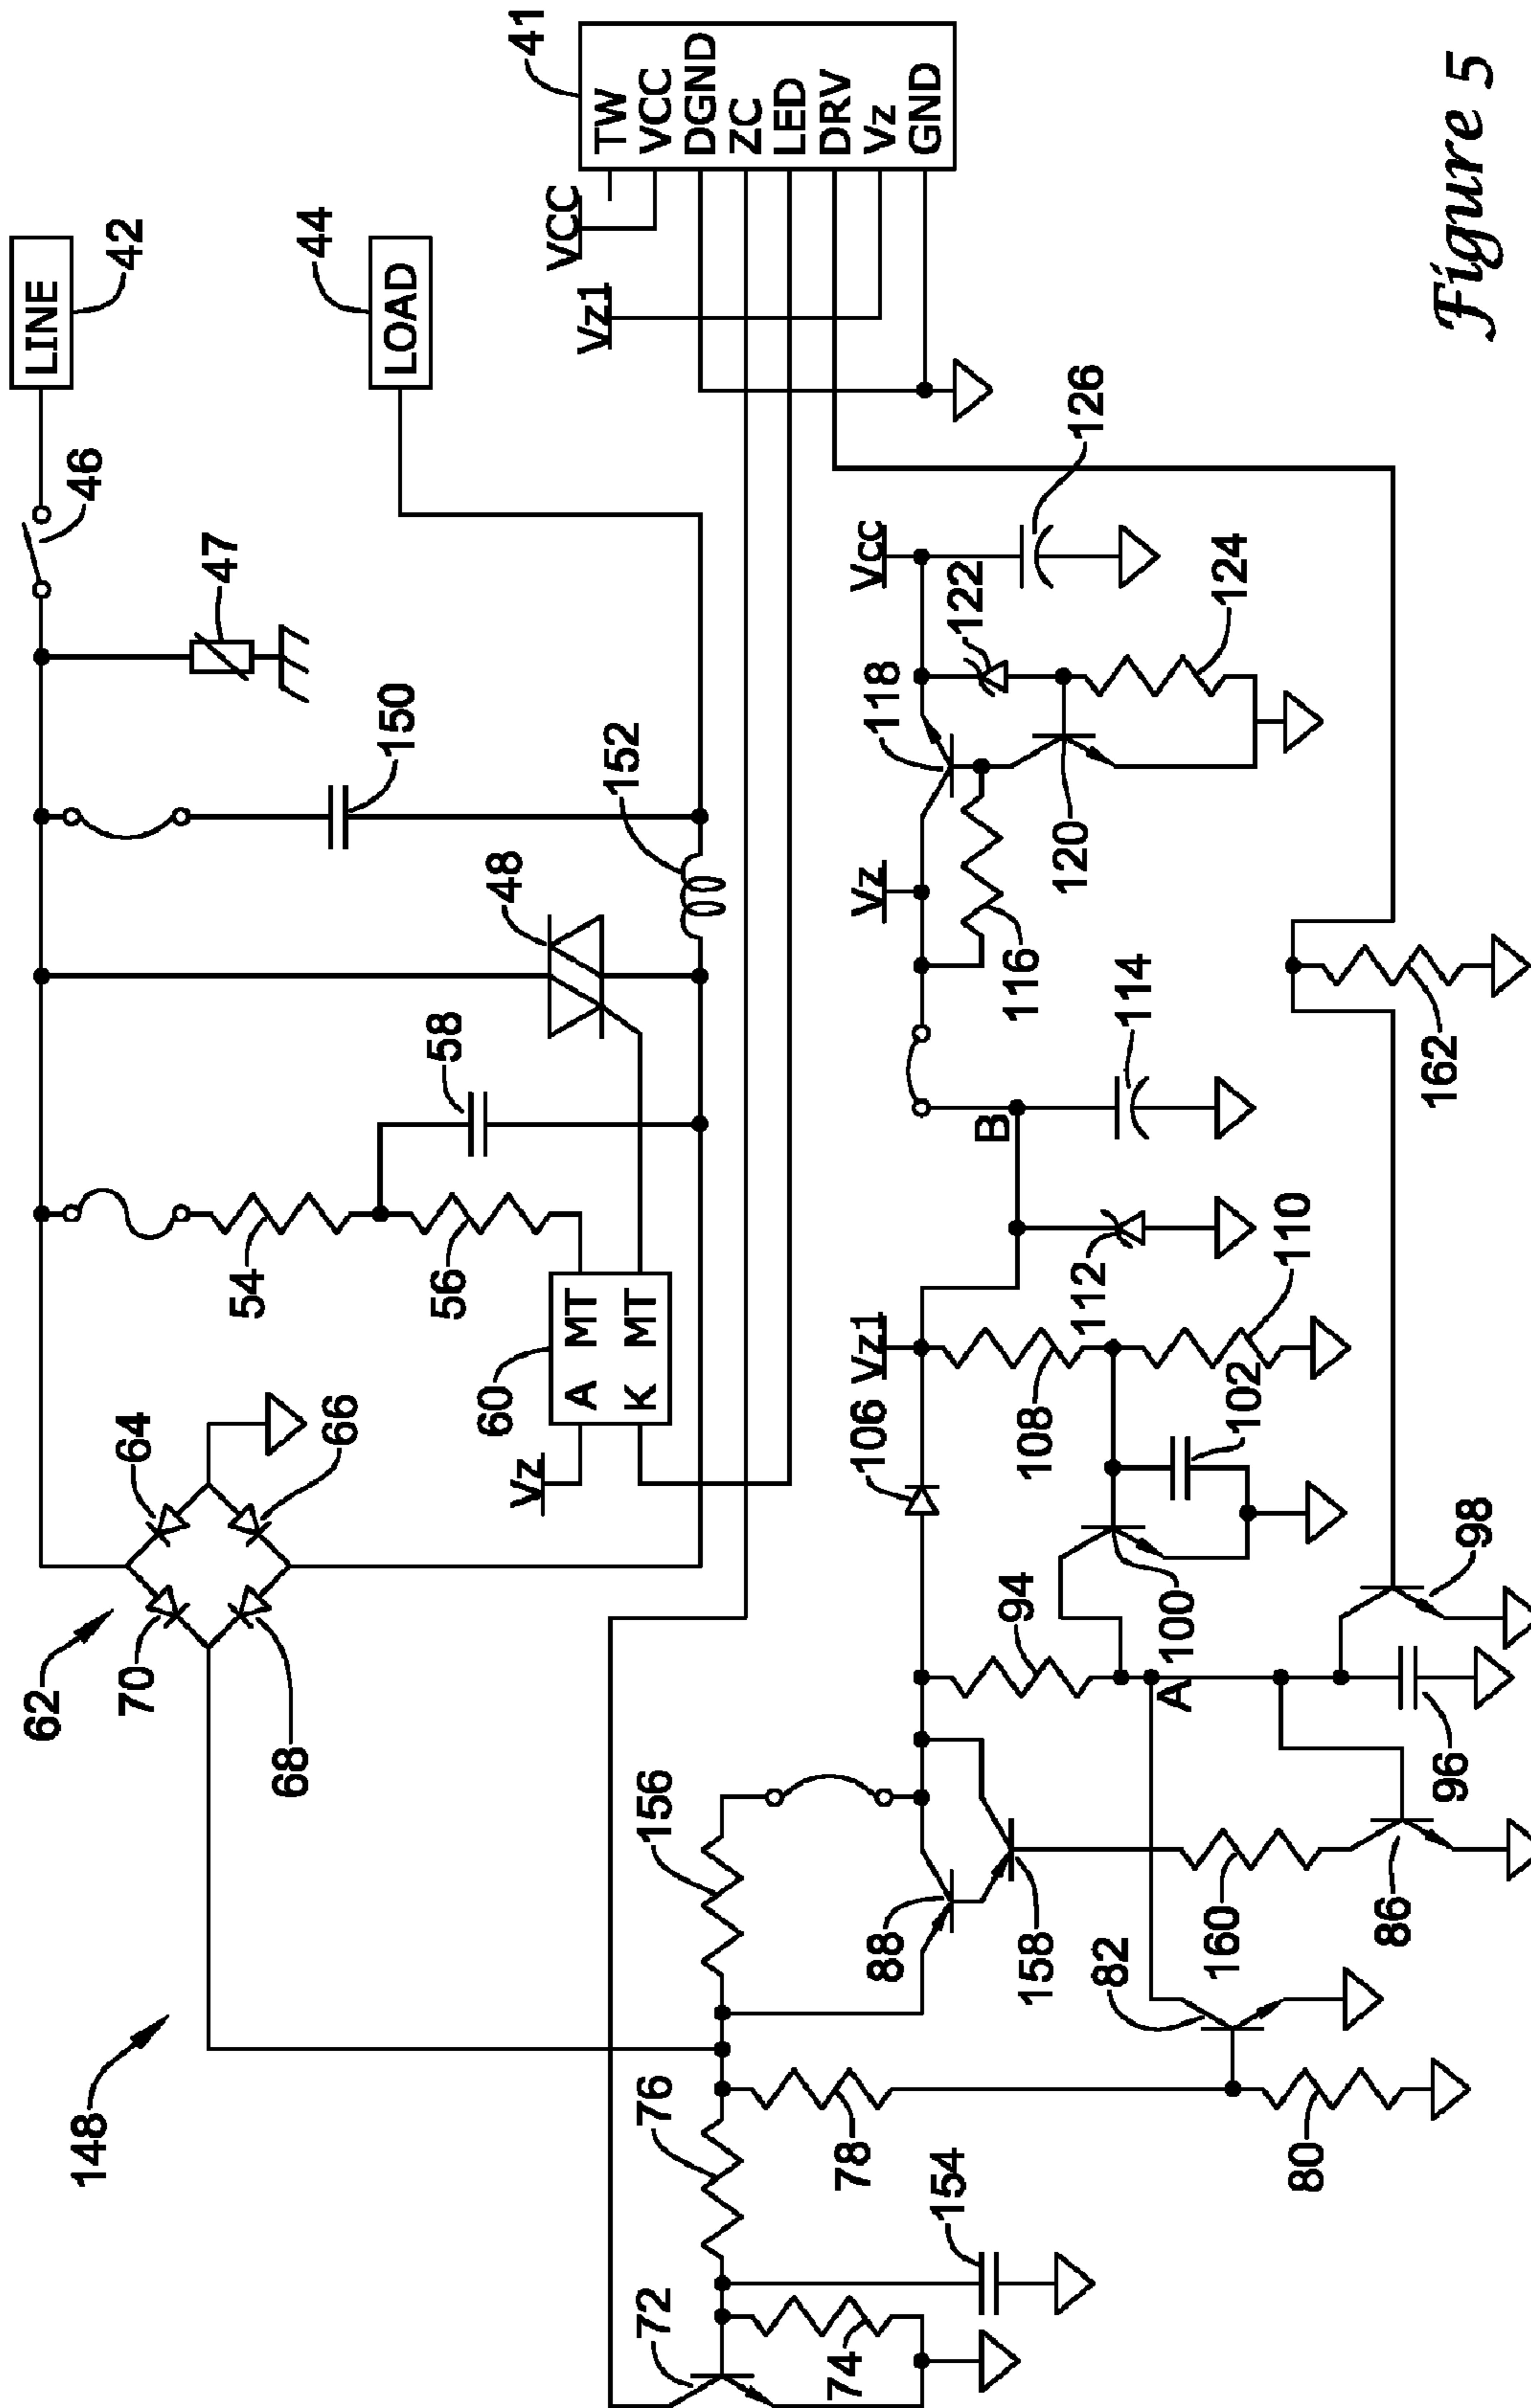 148
62
70
64
68
66
LINE
42
46
47
150
LOAD
44
54
56
58
48
152
60
A MT
K MT
Vz
41
TW
VCC
DGND
ZC
LED
DRV
Vz
GND
VCC
Vz1
72
74
76
154
78
80
82
156
88
158
160
86
94
A
96
98
100
102
106
Vz1
108
110
112
B
114
Vz
116
118
120
Vcc
122
124
126
162
Figure 5